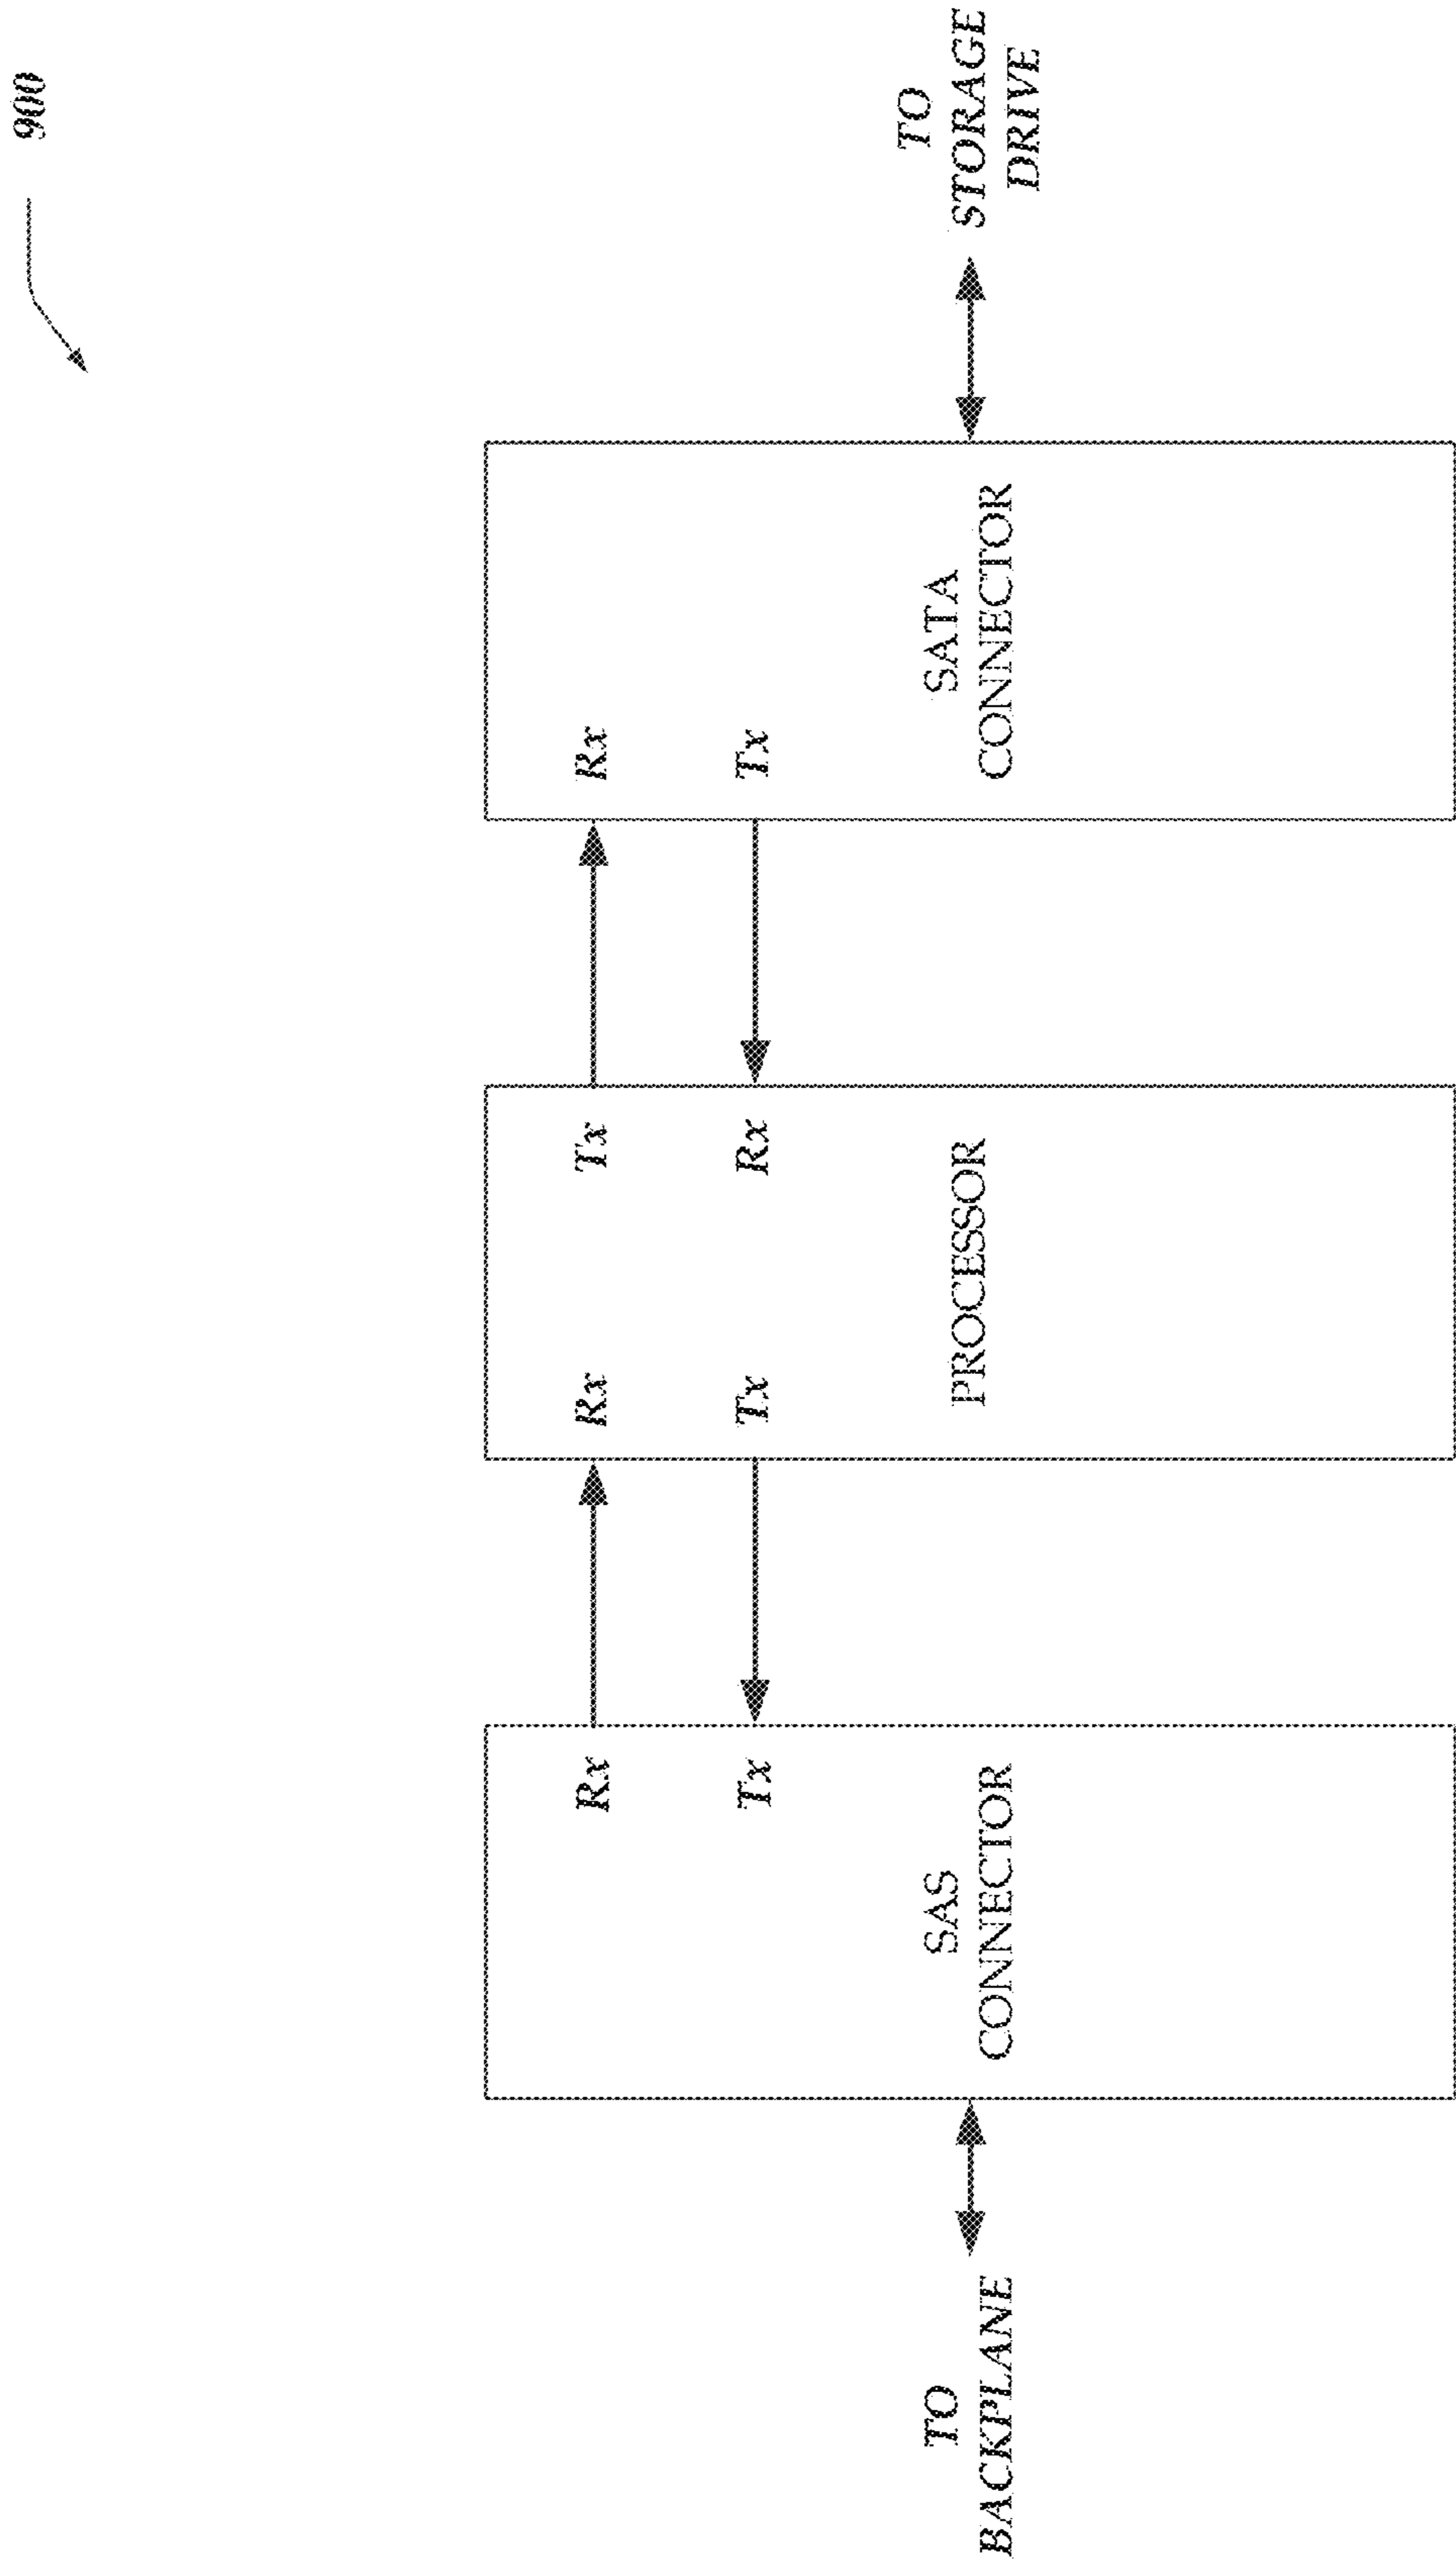 900
TO
BACKPLANE
SAS
CONNECTOR
Rx
Tx
Rx
Tx
PROCESSOR
Tx
Rx
Rx
Tx
SATA
CONNECTOR
TO
STORAGE
DRIVE